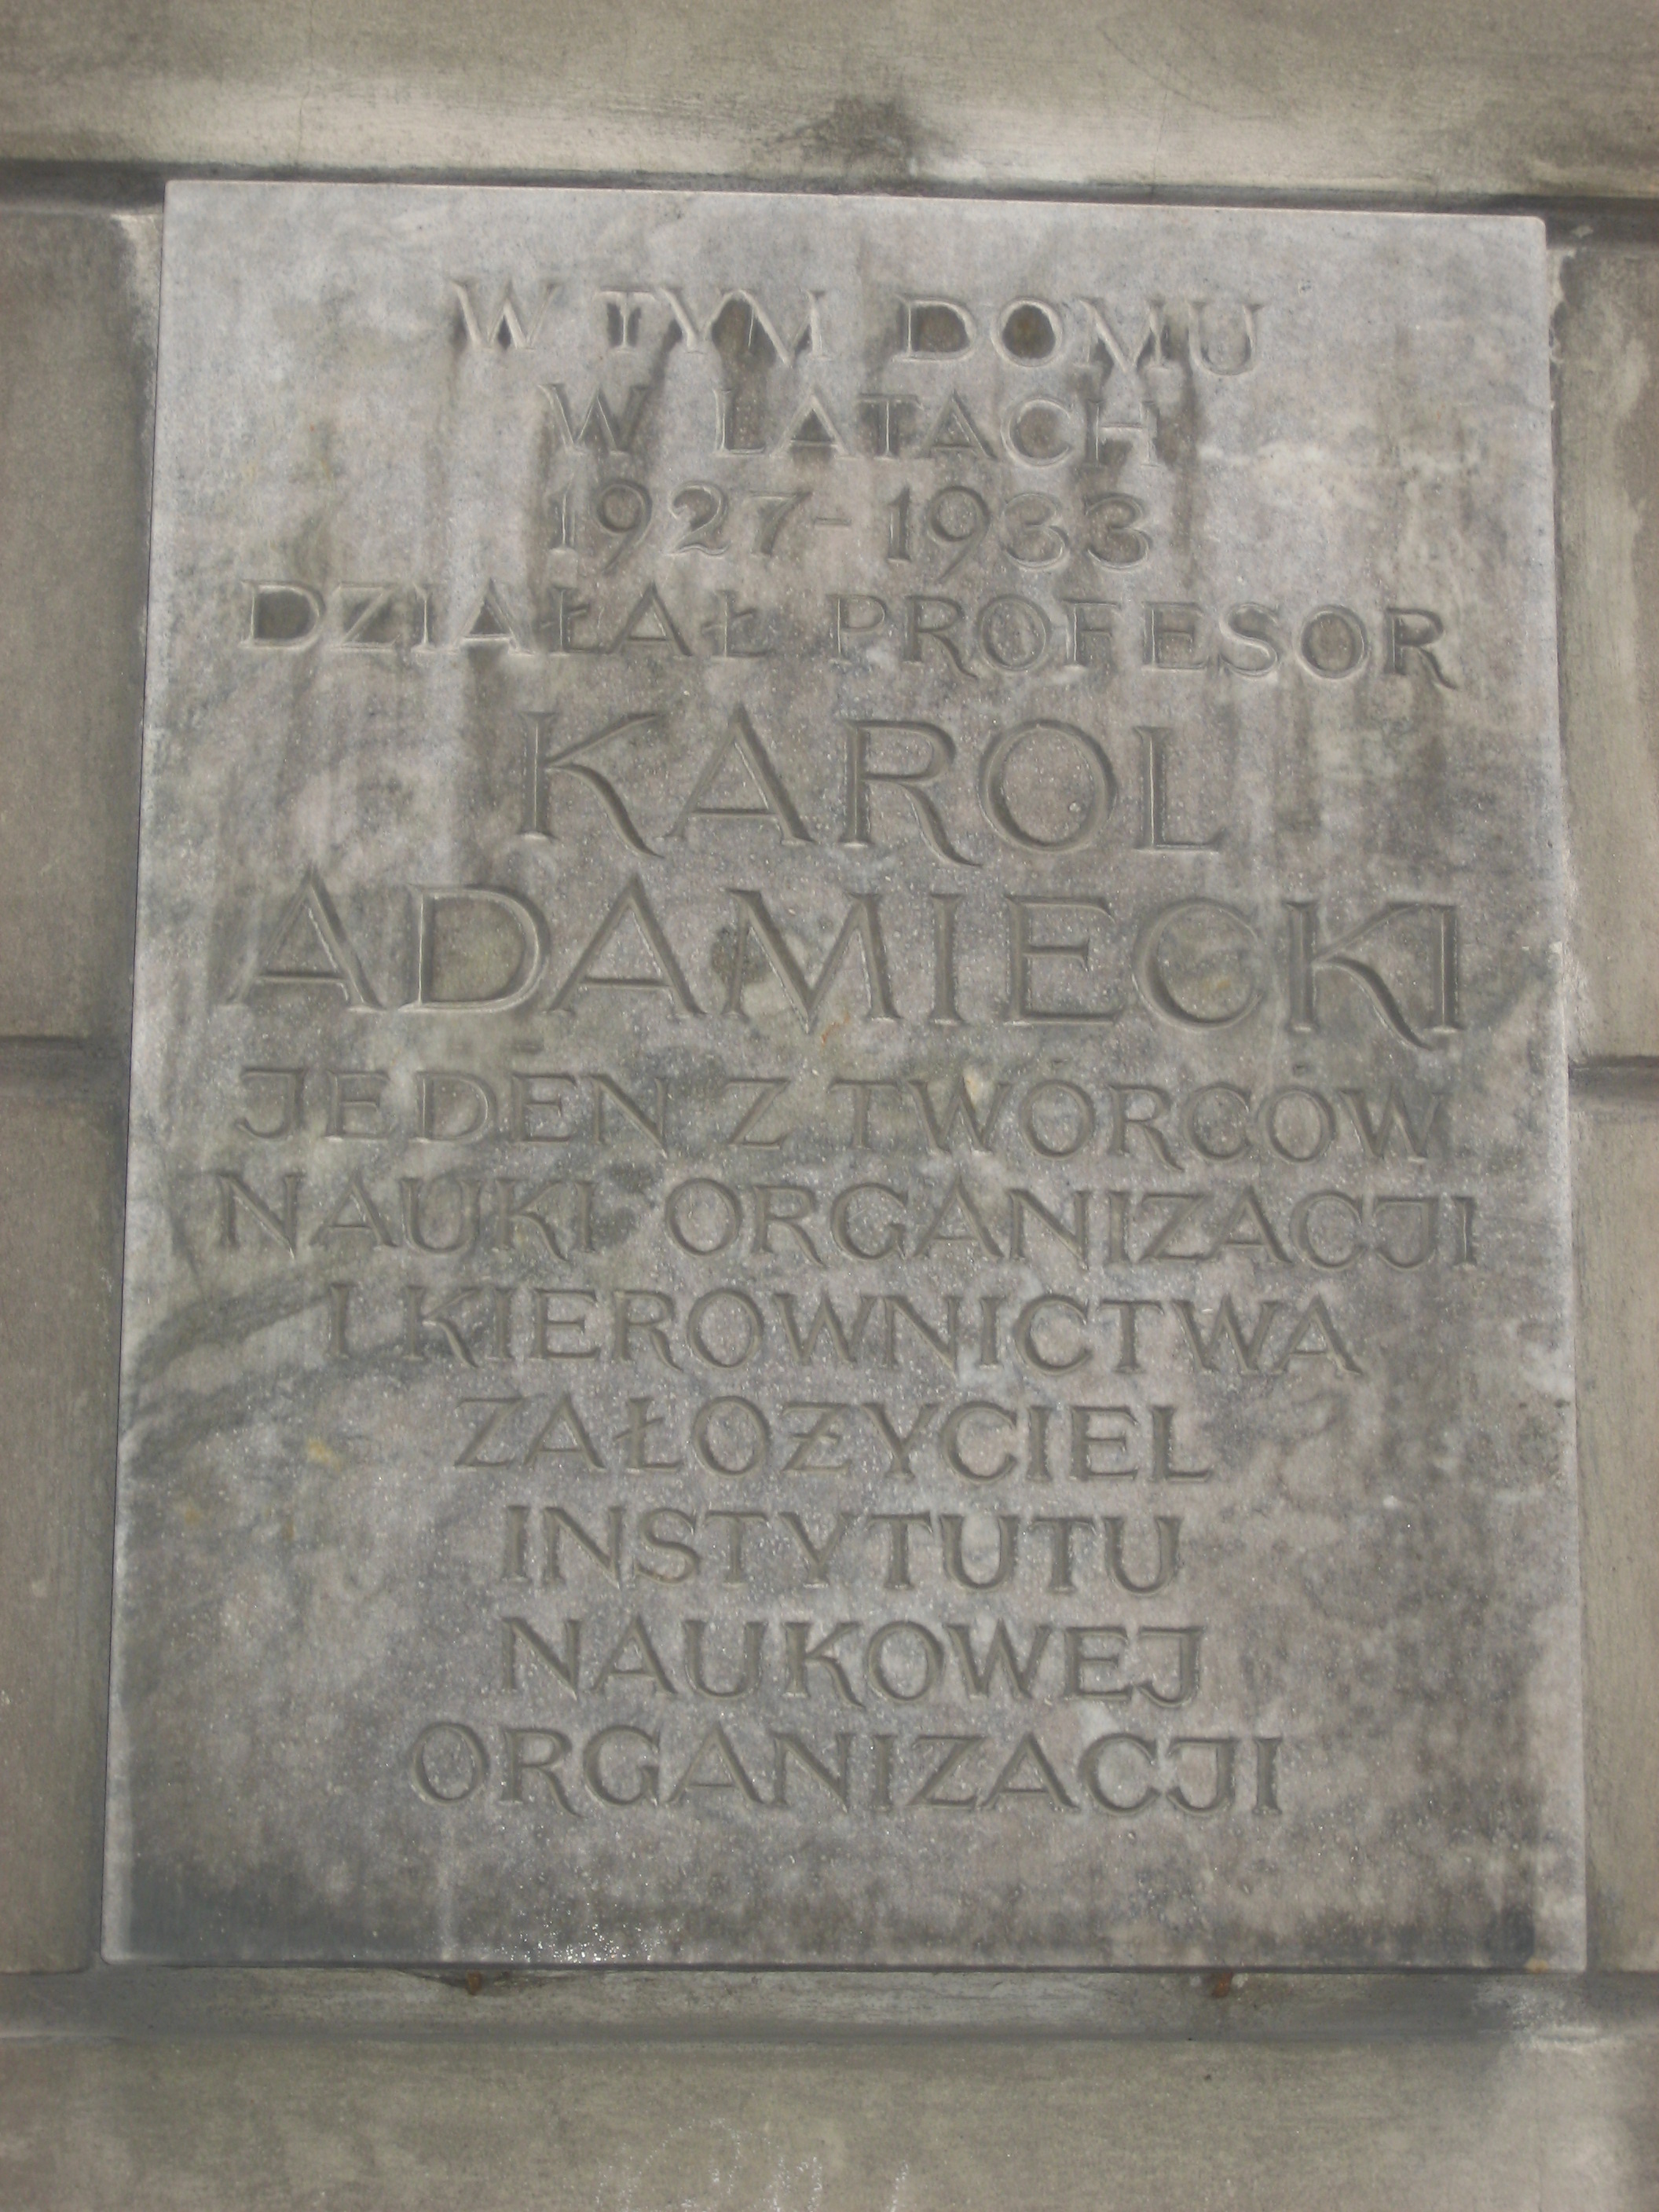 W TYM DOMU
W LATACH
1927-1933
DZIAŁAŁ PROFESOR
KAROL
ADAMIECKI
JEDEN Z TWÓRCÓW
NAUKI ORGANIZACJI
I KIEROWNICTWA
ZAŁOŻYCIEL
INSTYTUTU
NAUKOWEJ
ORGANIZACJI